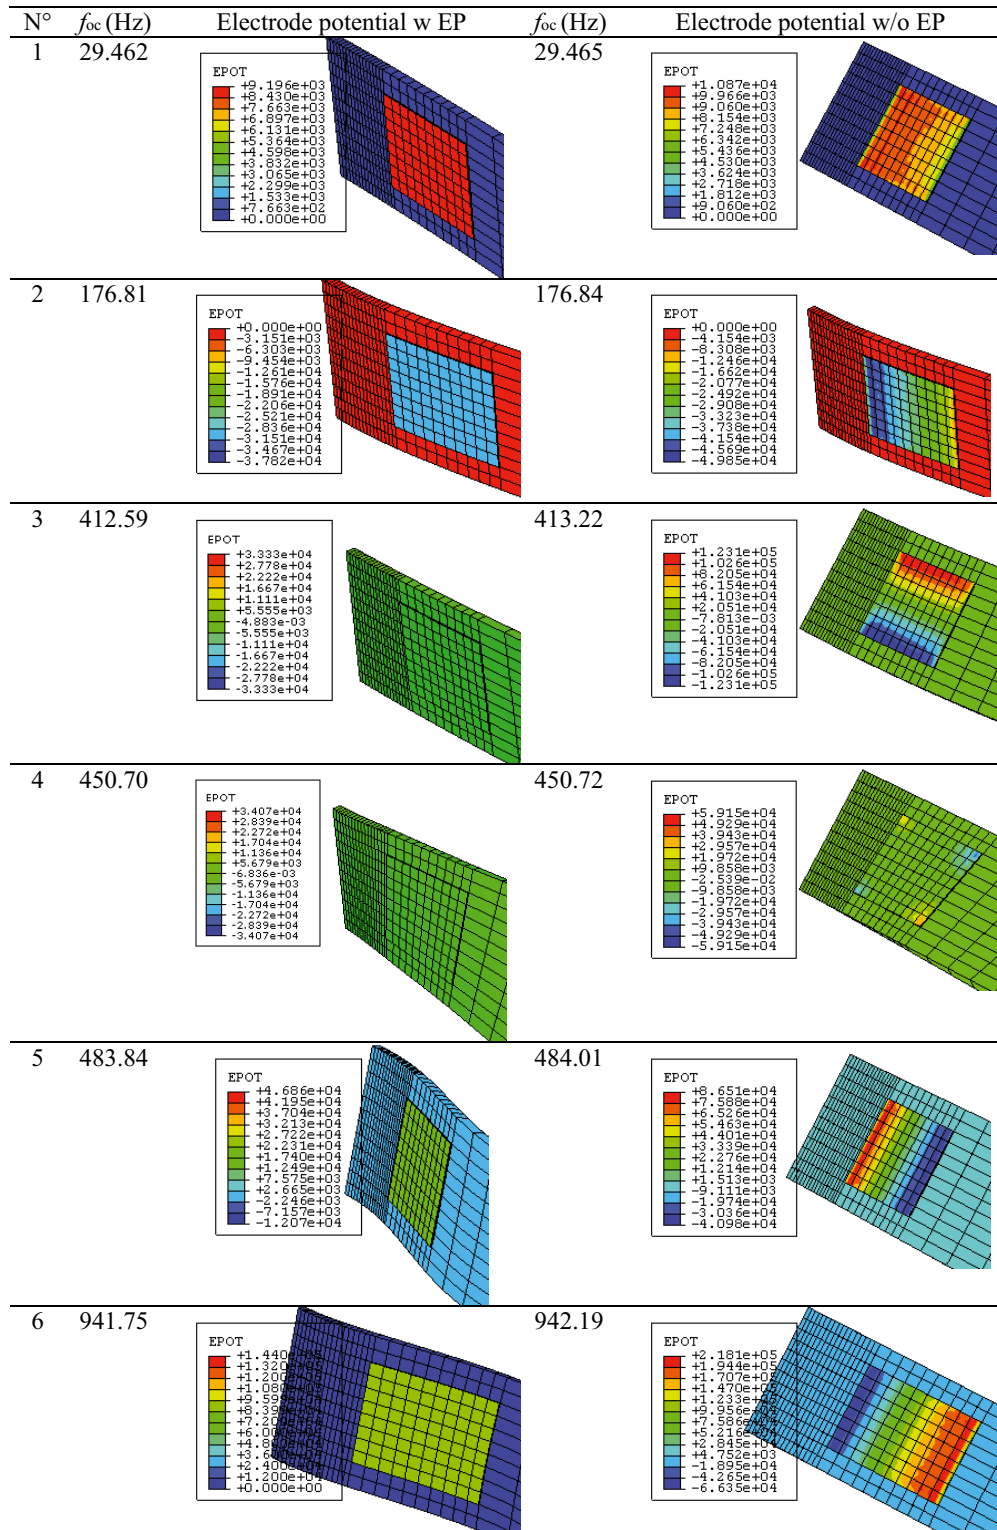 N° foc (Hz) Electrode potential w EP foc (Hz) Electrode potential w/o EP
1 29.462 29.465
EPOT
+9.196e+03
+8.430e+03
+7.663e+03
+6.897e+03
+6.131e+03
+5.364e+03
+4.598e+03
+3.832e+03
+3.065e+03
+2.299e+03
+1.533e+03
+7.663e+02
+0.000e+00
EPOT
+1.087e+04
+9.966e+03
+9.060e+03
+8.154e+03
+7.248e+03
+6.342e+03
+5.436e+03
+4.530e+03
+3.624e+03
+2.718e+03
+1.812e+03
+9.060e+02
+0.000e+00
2 176.81 176.84
EPOT
+0.000e+00
-3.151e+03
-6.303e+03
-9.454e+03
-1.261e+04
-1.576e+04
-1.891e+04
-2.206e+04
-2.521e+04
-2.836e+04
-3.151e+04
-3.467e+04
-3.782e+04
EPOT
+0.000e+00
-4.154e+03
-8.308e+03
-1.246e+04
-1.662e+04
-2.077e+04
-2.492e+04
-2.908e+04
-3.323e+04
-3.738e+04
-4.154e+04
-4.569e+04
-4.985e+04
3 412.59 413.22
EPOT
+3.333e+04
+2.778e+04
+2.222e+04
+1.667e+04
+1.111e+04
+5.555e+03
-4.883e-03
-5.555e+03
-1.111e+04
-1.667e+04
-2.222e+04
-2.778e+04
-3.333e+04
EPOT
+1.231e+05
+1.026e+05
+8.205e+04
+6.154e+04
+4.103e+04
+2.051e+04
-7.813e-03
-2.051e+04
-4.103e+04
-6.154e+04
-8.205e+04
-1.026e+05
-1.231e+05
4 450.70 450.72
EPOT
+3.407e+04
+2.839e+04
+2.272e+04
+1.704e+04
+1.136e+04
+5.679e+03
-6.836e-03
-5.679e+03
-1.136e+04
-1.704e+04
-2.272e+04
-2.839e+04
-3.407e+04
EPOT
+5.915e+04
+4.929e+04
+3.943e+04
+2.957e+04
+1.972e+04
+9.858e+03
-2.539e-02
-9.858e+03
-1.972e+04
-2.957e+04
-3.943e+04
-4.929e+04
-5.915e+04
5 483.84 484.01
EPOT
+4.686e+04
+4.195e+04
+3.704e+04
+3.213e+04
+2.722e+04
+2.231e+04
+1.740e+04
+1.249e+04
+7.575e+03
+2.665e+03
-2.246e+03
-7.157e+03
-1.207e+04
EPOT
+8.651e+04
+7.588e+04
+6.526e+04
+5.463e+04
+4.401e+04
+3.339e+04
+2.276e+04
+1.214e+04
+1.513e+03
-9.111e+03
-1.974e+04
-3.036e+04
-4.098e+04
6 941.75 942.19
EPOT
+1.440e+05
+1.320e+05
+1.200e+05
+1.080e+05
+9.599e+04
+8.399e+04
+7.200e+04
+6.000e+04
+4.800e+04
+3.600e+04
+2.400e+04
+1.200e+04
+0.000e+00
EPOT
+2.181e+05
+1.944e+05
+1.707e+05
+1.470e+05
+1.233e+05
+9.956e+04
+7.586e+04
+5.216e+04
+2.845e+04
+4.752e+03
-1.895e+04
-4.265e+04
-6.635e+04